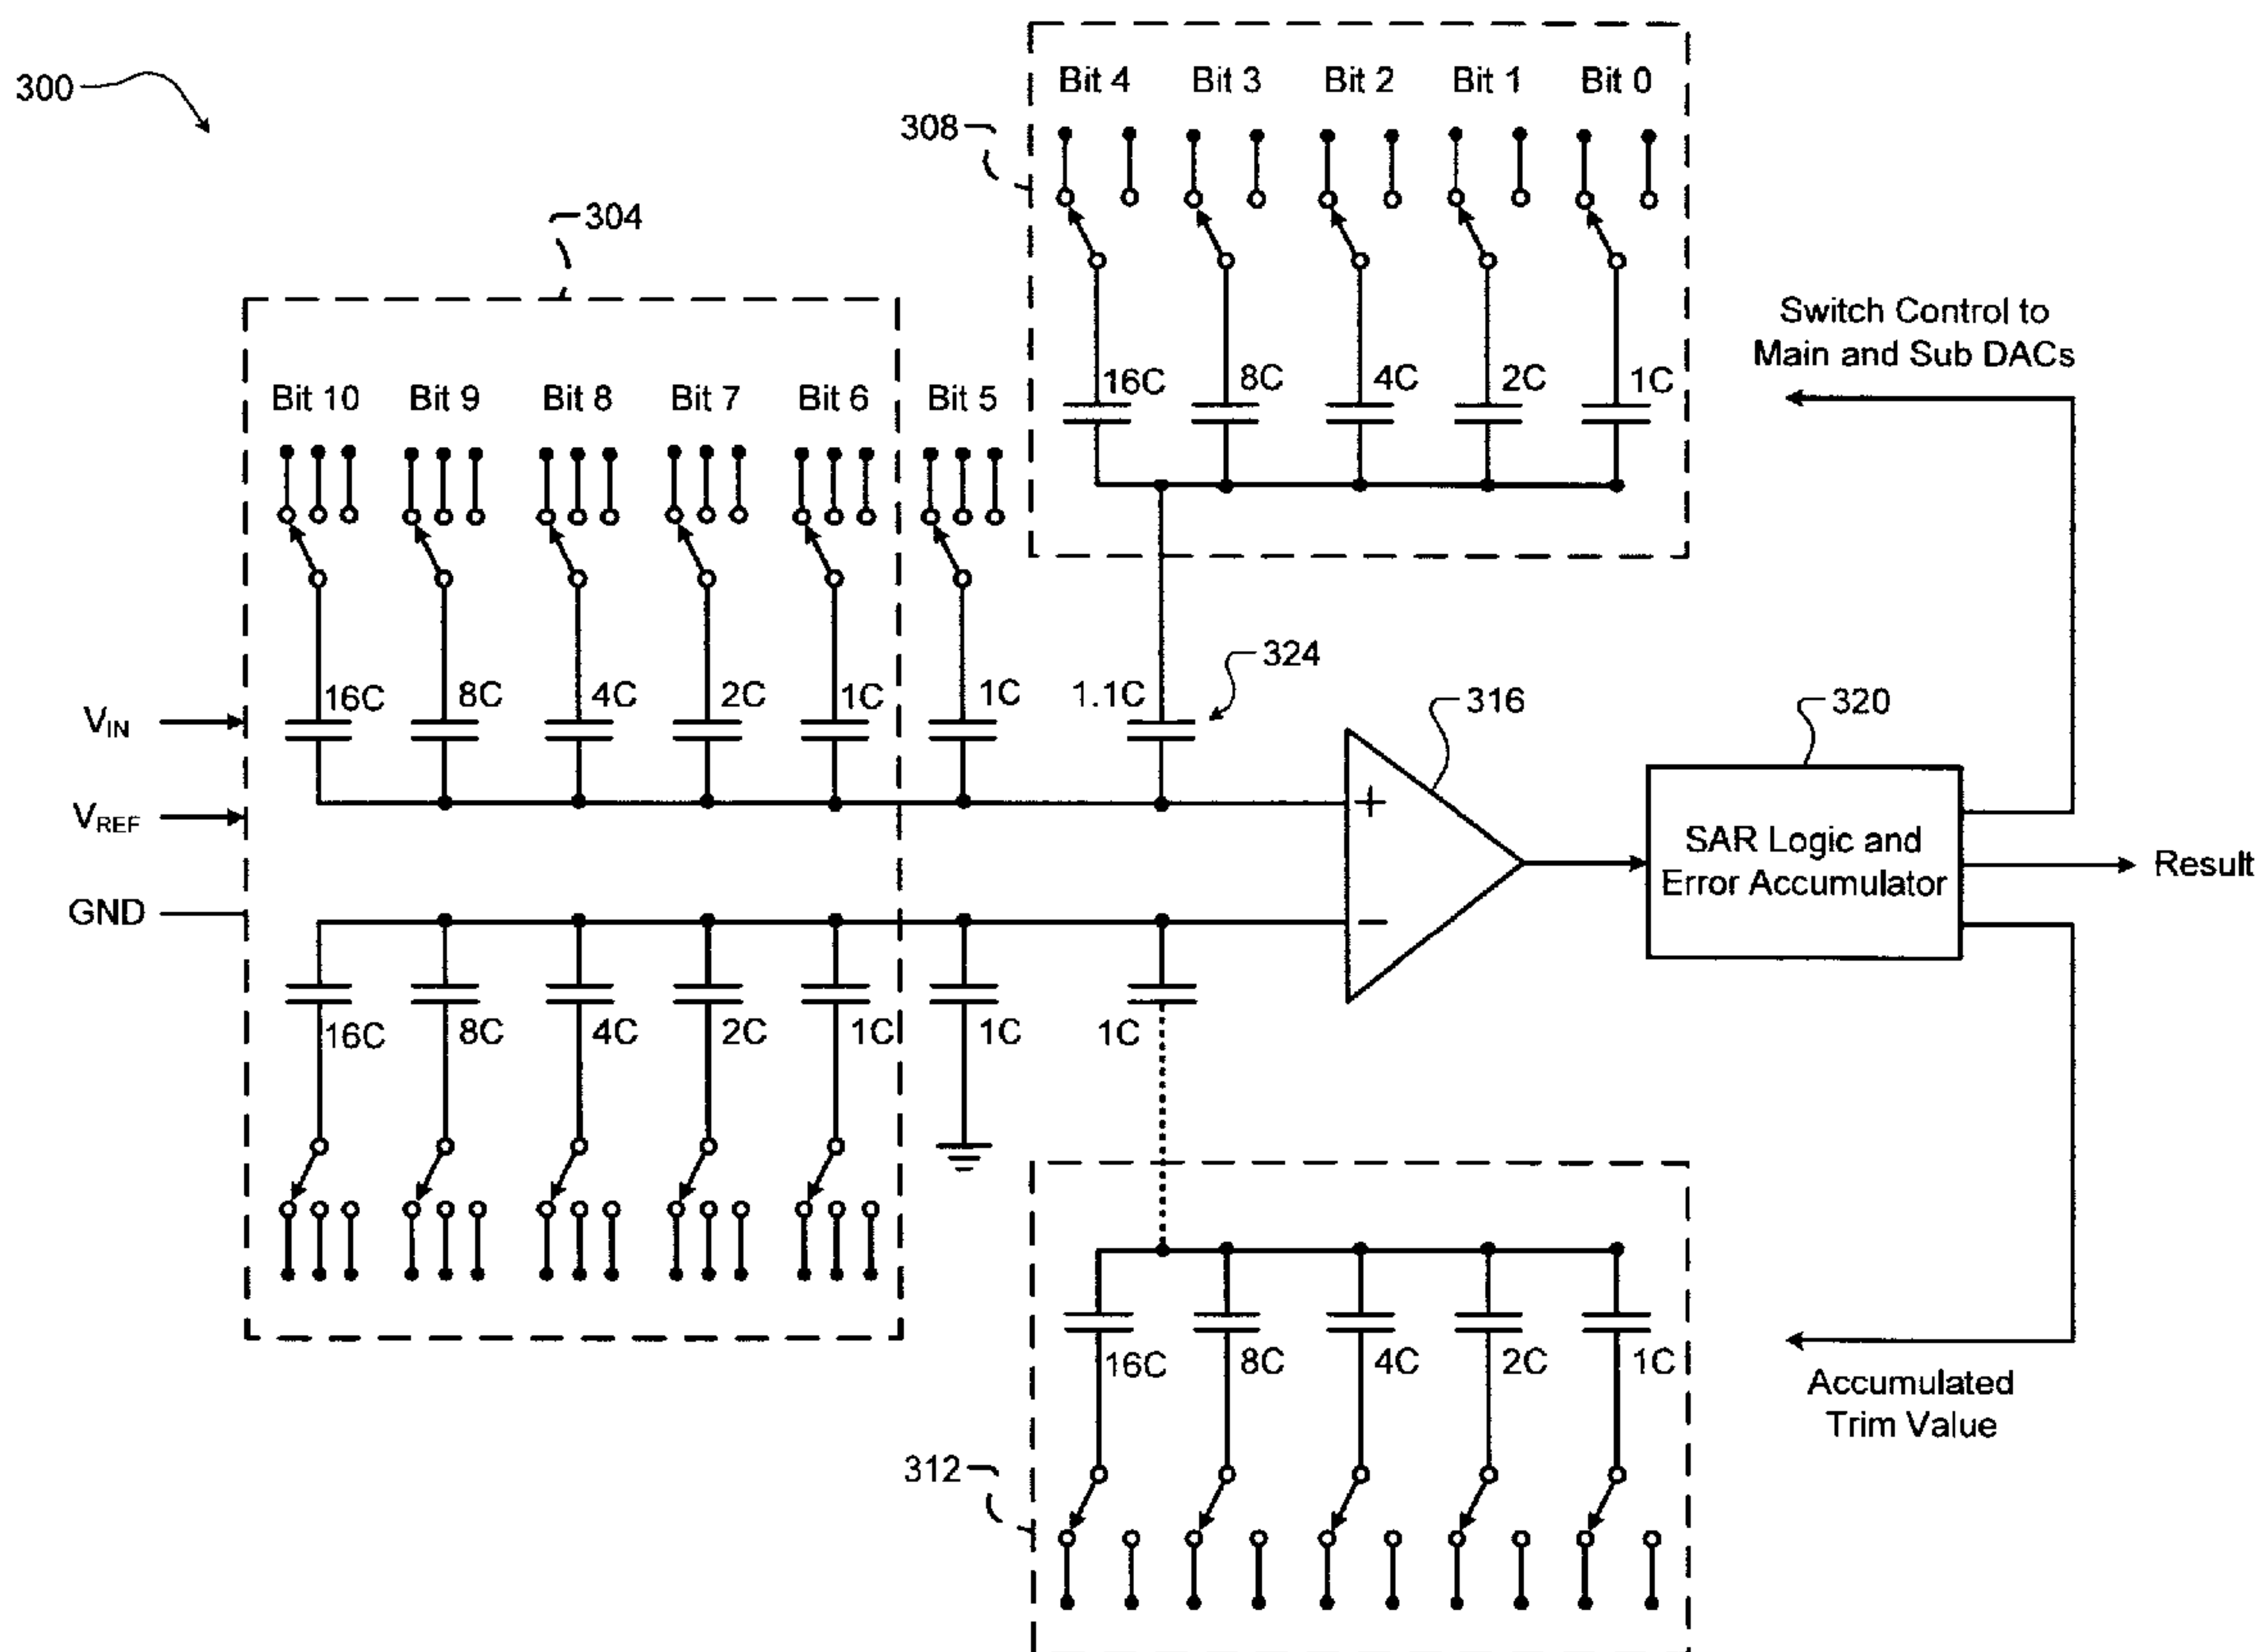 300
308
Bit 4 Bit 3 Bit 2 Bit 1 Bit 0
16C 8C 4C 2C 1C
304
Bit 10 Bit 9 Bit 8 Bit 7 Bit 6 Bit 5
16C 8C 4C 2C 1C 1C 1.1C
324
Switch Control to
Main and Sub DACs
VIN
VREF
GND
316
+
−
320
SAR Logic and
Error Accumulator
Result
16C 8C 4C 2C 1C 1C 1C
312
16C 8C 4C 2C 1C
Accumulated
Trim Value